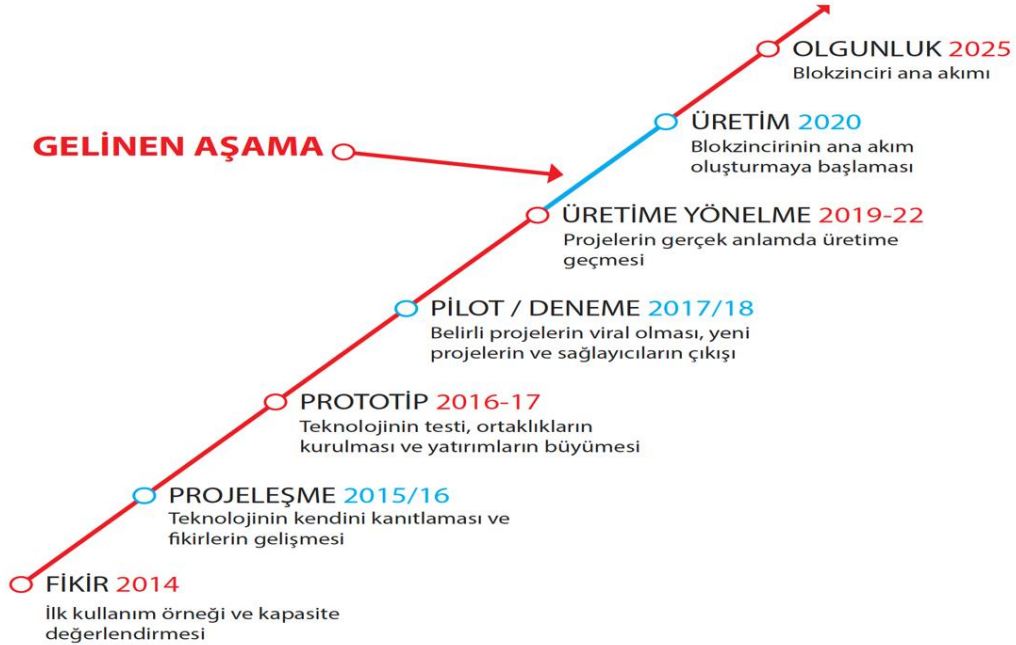 OLGUNLUK 2025
Blokzinciri ana akımı
ÜRETİM 2020
Blokzincirinin ana akım
oluşturmaya başlaması
GELİNEN AŞAMA
ÜRETİME YÖNELME 2019-22
Projelerin gerçek anlamda üretime
geçmesi
PİLOT / DENEME 2017/18
Belirli projelerin viral olması, yeni
projelerin ve sağlayıcıların çıkışı
PROTOTİP 2016-17
Teknolojinin testi, ortaklıkların
kurulması ve yatırımların büyümesi
PROJELEŞME 2015/16
Teknolojinin kendini kanıtlaması ve
fikirlerin gelişmesi
FİKİR 2014
İlk kullanım örneği ve kapasite
değerlendirmesi